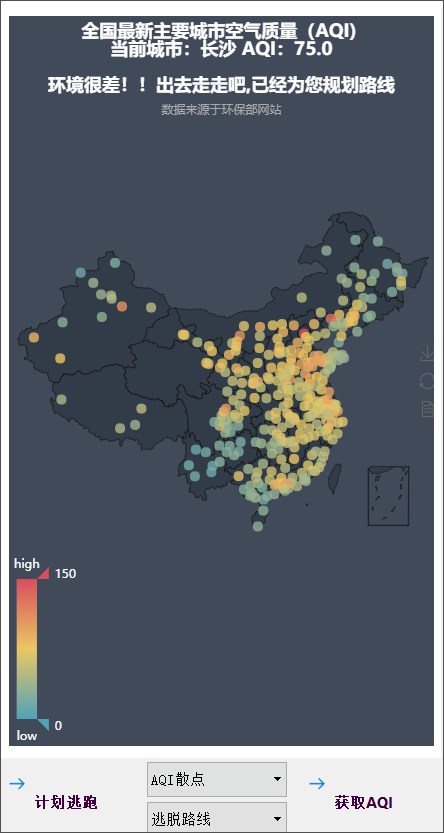 全国最新主要城市空气质量（AQI)
当前城市：长沙 AQI：75.0
环境很差！！出去走走吧,已经为您规划路线
数据来源于环保部网站
high
150
0
low
计划逃跑
AQI散点
逃脱路线
获取AQI